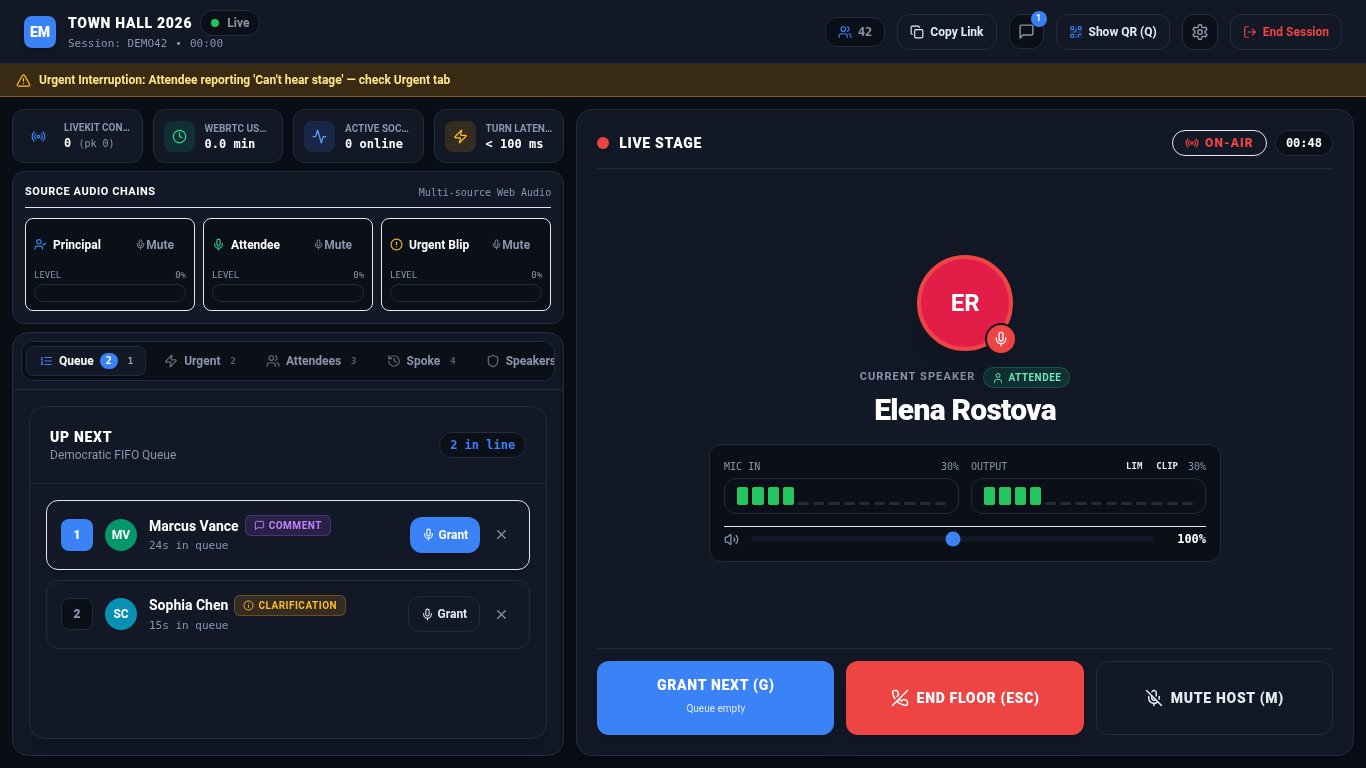 EM
TOWN HALL 2026
Live
Session: DEMO42 • 00:00
42
Copy Link
1
Show QR (Q)
End Session
Urgent Interruption: Attendee reporting 'Can't hear stage' — check Urgent tab
LIVEKIT CON…
0 (pk 0)
WEBRTC US…
0.0 min
ACTIVE SOC…
0 online
TURN LATEN…
< 100 ms
SOURCE AUDIO CHAINS
Multi-source Web Audio
Principal
Mute
LEVEL
0%
Attendee
Mute
LEVEL
0%
Urgent Blip
Mute
LEVEL
0%
Queue 2 1
Urgent 2
Attendees 3
Spoke 4
Speakers
UP NEXT
Democratic FIFO Queue
2 in line
1
MV
Marcus Vance
COMMENT
24s in queue
Grant
2
SC
Sophia Chen
CLARIFICATION
15s in queue
Grant
LIVE STAGE
ON-AIR
00:48
ER
CURRENT SPEAKER
ATTENDEE
Elena Rostova
MIC IN
30%
OUTPUT
LIM CLIP 30%
100%
GRANT NEXT (G)
Queue empty
END FLOOR (ESC)
MUTE HOST (M)